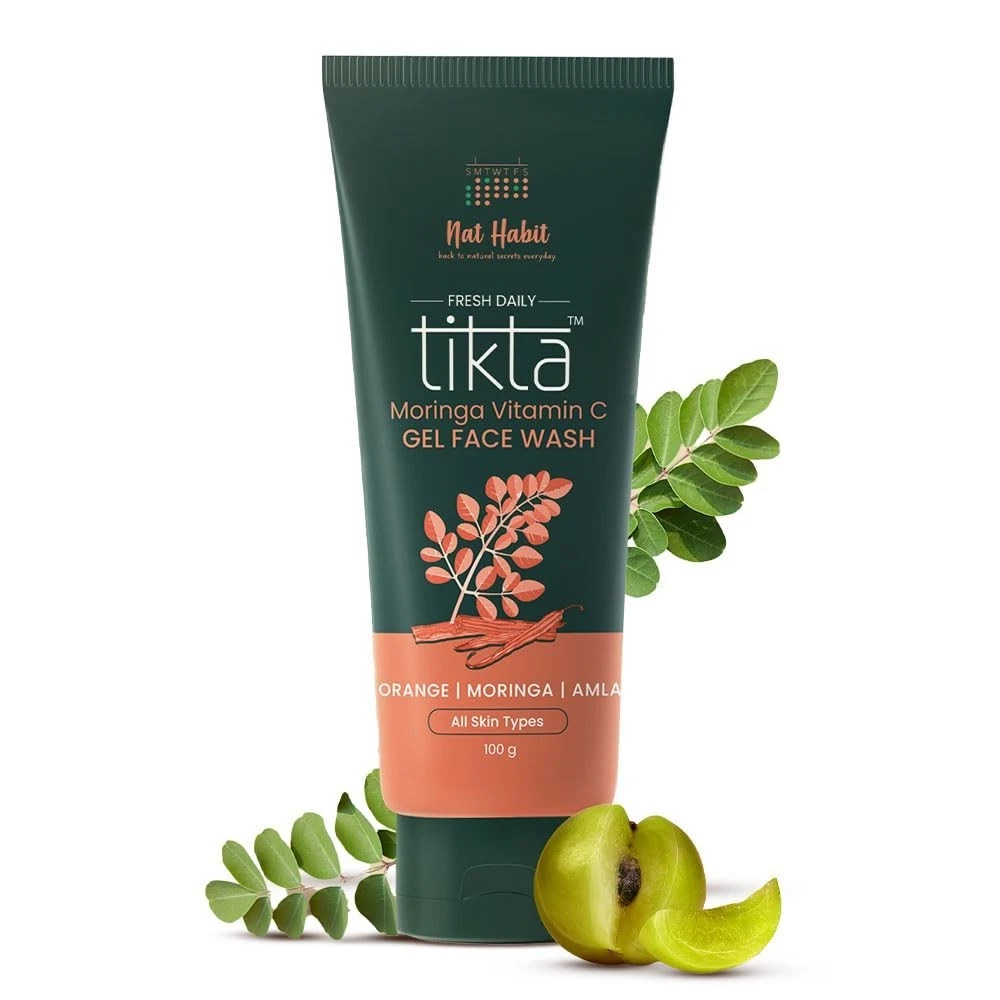 S M T W T F S
Nat Habit
back to natural secrets everyday
FRESH DAILY
tikta™
Moringa Vitamin C
GEL FACE WASH
ORANGE | MORINGA | AMLA
All Skin Types
100 g